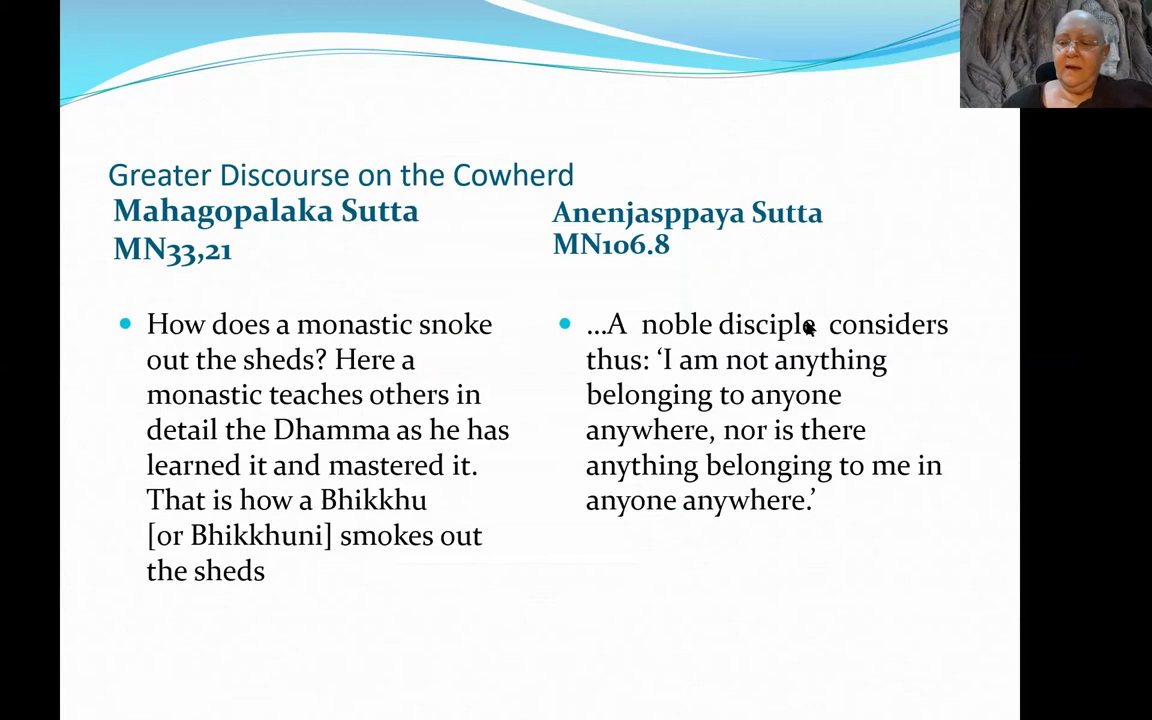 Greater Discourse on the Cowherd
Mahagopalaka Sutta
MN33,21
How does a monastic snoke
out the sheds? Here a
monastic teaches others in
detail the Dhamma as he has
learned it and mastered it.
That is how a Bhikkhu
[or Bhikkhuni] smokes out
the sheds
Anenjasppaya Sutta
MN106.8
...A noble disciple considers
thus: ‘I am not anything
belonging to anyone
anywhere, nor is there
anything belonging to me in
anyone anywhere.’